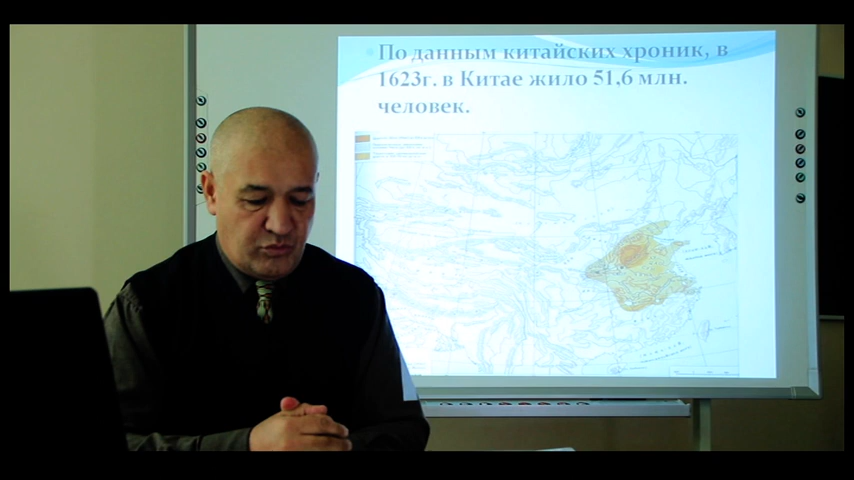 По данным китайских хроник, в
1623г. в Китае жило 51,6 млн.
человек.